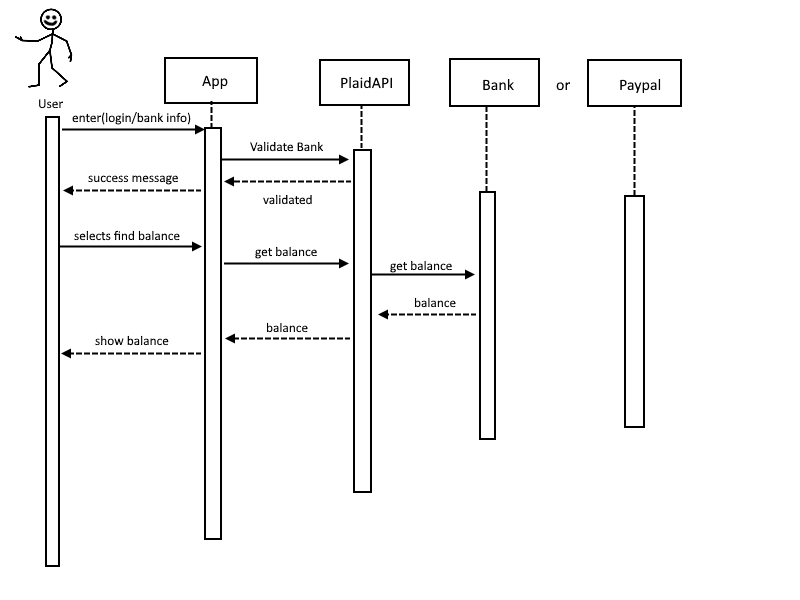 App
PlaidAPI
Bank
or
Paypal
User
enter(login/bank info)
Validate Bank
success message
validated
selects find balance
get balance
get balance
balance
balance
show balance